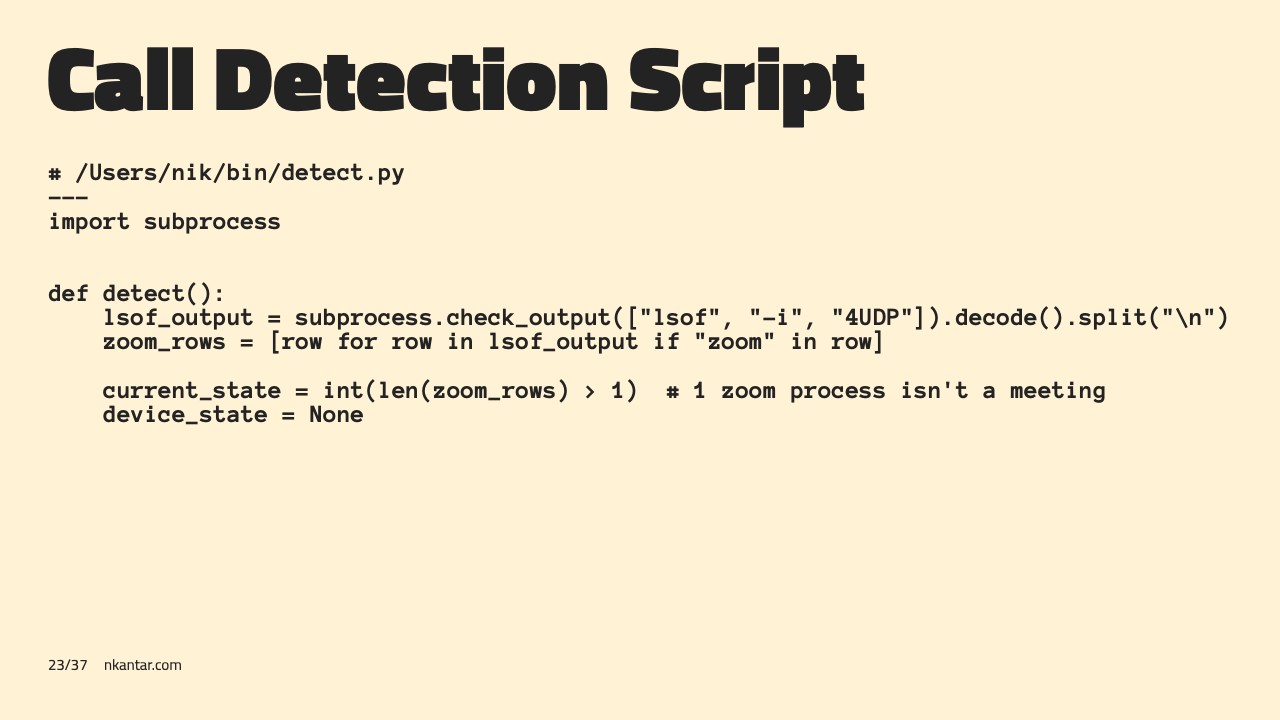 Call Detection Script
# /Users/nik/bin/detect.py
---
import subprocess
def detect():
    lsof_output = subprocess.check_output(["lsof", "-i", "4UDP"]).decode().split("\n")
    zoom_rows = [row for row in lsof_output if "zoom" in row]
    current_state = int(len(zoom_rows) > 1)  # 1 zoom process isn't a meeting
    device_state = None
23/37 nkantar.com